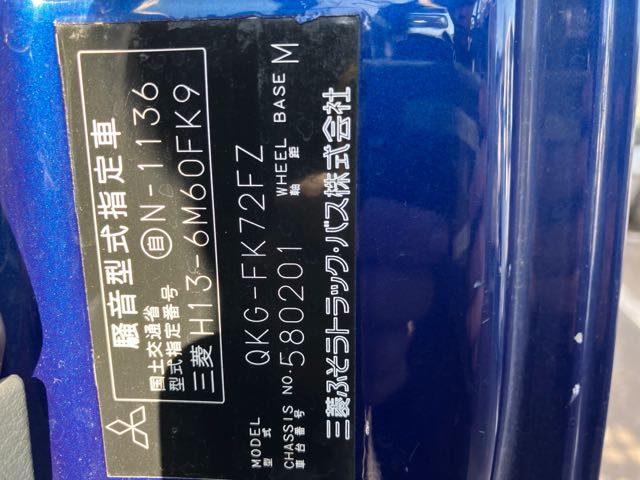 騒音型式指定車
国土交通省
型式指定番号 自N-1136
三菱 H13-6M60FK9
MODEL
型式 QKG-FK72FZ
CHASSIS NO. 580201 WHEEL BASE M
車台番号 軸距
三菱ふそうトラック・バス株式会社